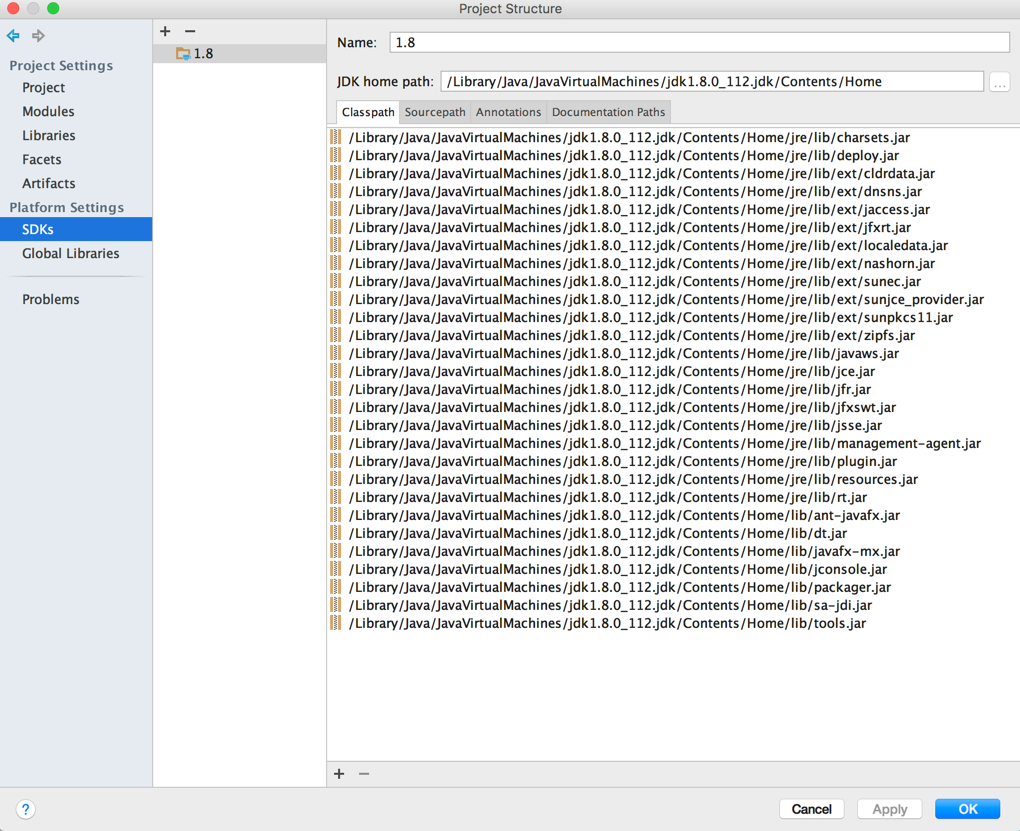 Project Structure
Project Settings
Project
Modules
Libraries
Facets
Artifacts
Platform Settings
SDKs
Global Libraries
Problems
1.8
Name: 1.8
JDK home path: /Library/Java/JavaVirtualMachines/jdk1.8.0_112.jdk/Contents/Home ...
Classpath Sourcepath Annotations Documentation Paths
/Library/Java/JavaVirtualMachines/jdk1.8.0_112.jdk/Contents/Home/jre/lib/charsets.jar
/Library/Java/JavaVirtualMachines/jdk1.8.0_112.jdk/Contents/Home/jre/lib/deploy.jar
/Library/Java/JavaVirtualMachines/jdk1.8.0_112.jdk/Contents/Home/jre/lib/ext/cldrdata.jar
/Library/Java/JavaVirtualMachines/jdk1.8.0_112.jdk/Contents/Home/jre/lib/ext/dnsns.jar
/Library/Java/JavaVirtualMachines/jdk1.8.0_112.jdk/Contents/Home/jre/lib/ext/jaccess.jar
/Library/Java/JavaVirtualMachines/jdk1.8.0_112.jdk/Contents/Home/jre/lib/ext/jfxrt.jar
/Library/Java/JavaVirtualMachines/jdk1.8.0_112.jdk/Contents/Home/jre/lib/ext/localedata.jar
/Library/Java/JavaVirtualMachines/jdk1.8.0_112.jdk/Contents/Home/jre/lib/ext/nashorn.jar
/Library/Java/JavaVirtualMachines/jdk1.8.0_112.jdk/Contents/Home/jre/lib/ext/sunec.jar
/Library/Java/JavaVirtualMachines/jdk1.8.0_112.jdk/Contents/Home/jre/lib/ext/sunjce_provider.jar
/Library/Java/JavaVirtualMachines/jdk1.8.0_112.jdk/Contents/Home/jre/lib/ext/sunpkcs11.jar
/Library/Java/JavaVirtualMachines/jdk1.8.0_112.jdk/Contents/Home/jre/lib/ext/zipfs.jar
/Library/Java/JavaVirtualMachines/jdk1.8.0_112.jdk/Contents/Home/jre/lib/javaws.jar
/Library/Java/JavaVirtualMachines/jdk1.8.0_112.jdk/Contents/Home/jre/lib/jce.jar
/Library/Java/JavaVirtualMachines/jdk1.8.0_112.jdk/Contents/Home/jre/lib/jfr.jar
/Library/Java/JavaVirtualMachines/jdk1.8.0_112.jdk/Contents/Home/jre/lib/jfxswt.jar
/Library/Java/JavaVirtualMachines/jdk1.8.0_112.jdk/Contents/Home/jre/lib/jsse.jar
/Library/Java/JavaVirtualMachines/jdk1.8.0_112.jdk/Contents/Home/jre/lib/management-agent.jar
/Library/Java/JavaVirtualMachines/jdk1.8.0_112.jdk/Contents/Home/jre/lib/plugin.jar
/Library/Java/JavaVirtualMachines/jdk1.8.0_112.jdk/Contents/Home/jre/lib/resources.jar
/Library/Java/JavaVirtualMachines/jdk1.8.0_112.jdk/Contents/Home/jre/lib/rt.jar
/Library/Java/JavaVirtualMachines/jdk1.8.0_112.jdk/Contents/Home/lib/ant-javafx.jar
/Library/Java/JavaVirtualMachines/jdk1.8.0_112.jdk/Contents/Home/lib/dt.jar
/Library/Java/JavaVirtualMachines/jdk1.8.0_112.jdk/Contents/Home/lib/javafx-mx.jar
/Library/Java/JavaVirtualMachines/jdk1.8.0_112.jdk/Contents/Home/lib/jconsole.jar
/Library/Java/JavaVirtualMachines/jdk1.8.0_112.jdk/Contents/Home/lib/packager.jar
/Library/Java/JavaVirtualMachines/jdk1.8.0_112.jdk/Contents/Home/lib/sa-jdi.jar
/Library/Java/JavaVirtualMachines/jdk1.8.0_112.jdk/Contents/Home/lib/tools.jar
? Cancel Apply OK